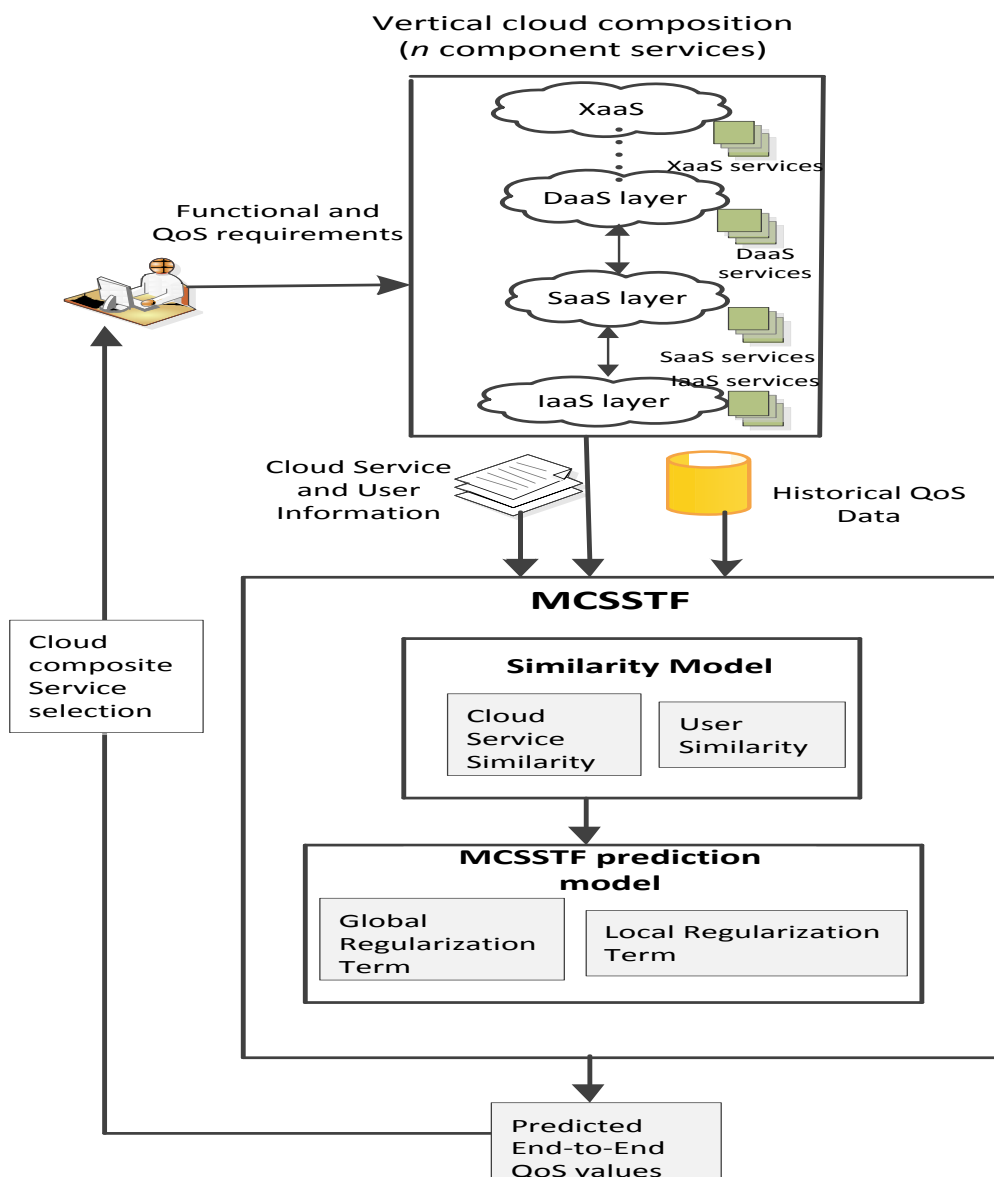 Vertical cloud composition
(n component services)
XaaS
XaaS services
DaaS layer
DaaS
services
Functional and
QoS requirements
SaaS layer
SaaS services
IaaS services
IaaS layer
Cloud Service
and User
Information
Historical QoS
Data
MCSSTF
Similarity Model
Cloud
Service
Similarity
User
Similarity
Cloud
composite
Service
selection
MCSSTF prediction
model
Global
Regularization
Term
Local Regularization
Term
Predicted
End-to-End
QoS values